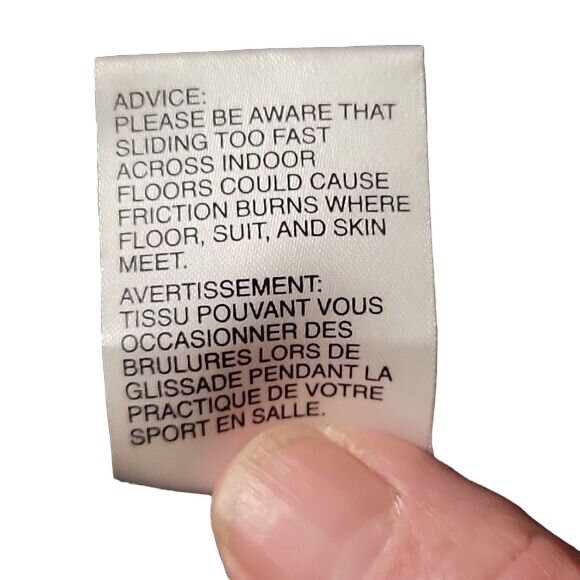 ADVICE:
PLEASE BE AWARE THAT
SLIDING TOO FAST
ACROSS INDOOR
FLOORS COULD CAUSE
FRICTION BURNS WHERE
FLOOR, SUIT, AND SKIN
MEET.
AVERTISSEMENT:
TISSU POUVANT VOUS
OCCASIONNER DES
BRULURES LORS DE
GLISSADE PENDANT LA
PRACTIQUE DE VOTRE
SPORT EN SALLE.